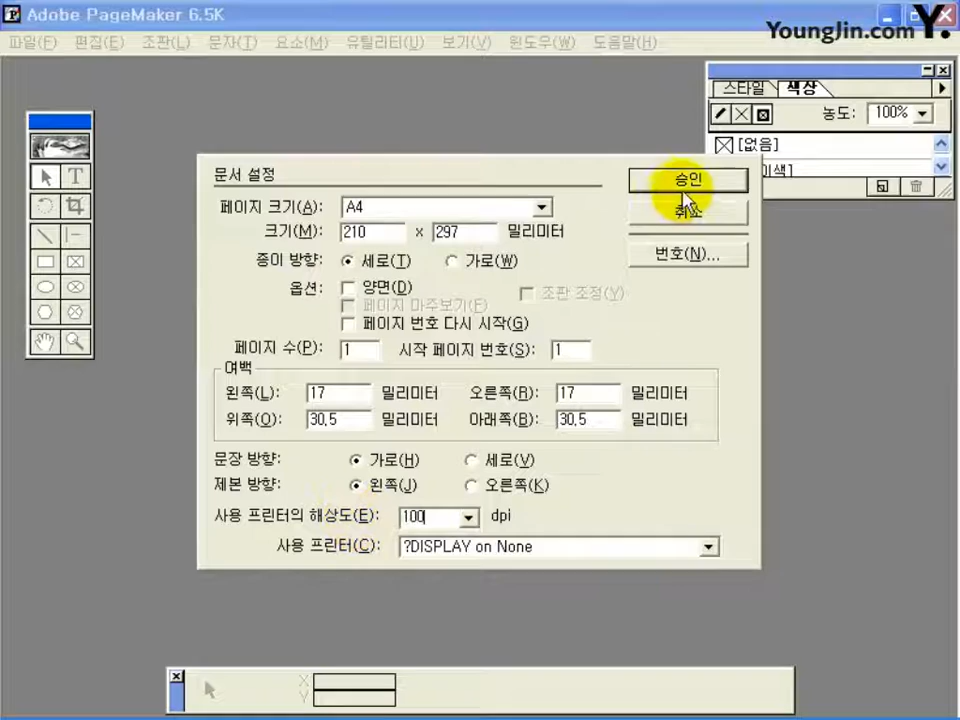 Adobe PageMaker 6.5K
YoungJin.com Y.
파일(F) 편집(E) 조판(L) 문자(T) 요소(M) 유틸리티(U) 보기(V) 윈도우(W) 도움말(H)
스타일 색상
농도: 100%
[없음]
문서 설정
승인
페이지 크기(A): A4
취소
크기(M): 210 x 297 밀리미터
번호(N)...
종이 방향: 세로(T) 가로(W)
옵션: 양면(D) 조판 조정(Y)
페이지 마주보기(F)
페이지 번호 다시 시작(G)
페이지 수(P): 1 시작 페이지 번호(S): 1
여백
왼쪽(L): 17 밀리미터 오른쪽(R): 17 밀리미터
위쪽(O): 30,5 밀리미터 아래쪽(B): 30,5 밀리미터
문장 방향: 가로(H) 세로(V)
제본 방향: 왼쪽(J) 오른쪽(K)
사용 프린터의 해상도(E): 100 dpi
사용 프린터(C): ?DISPLAY on None
X
Y